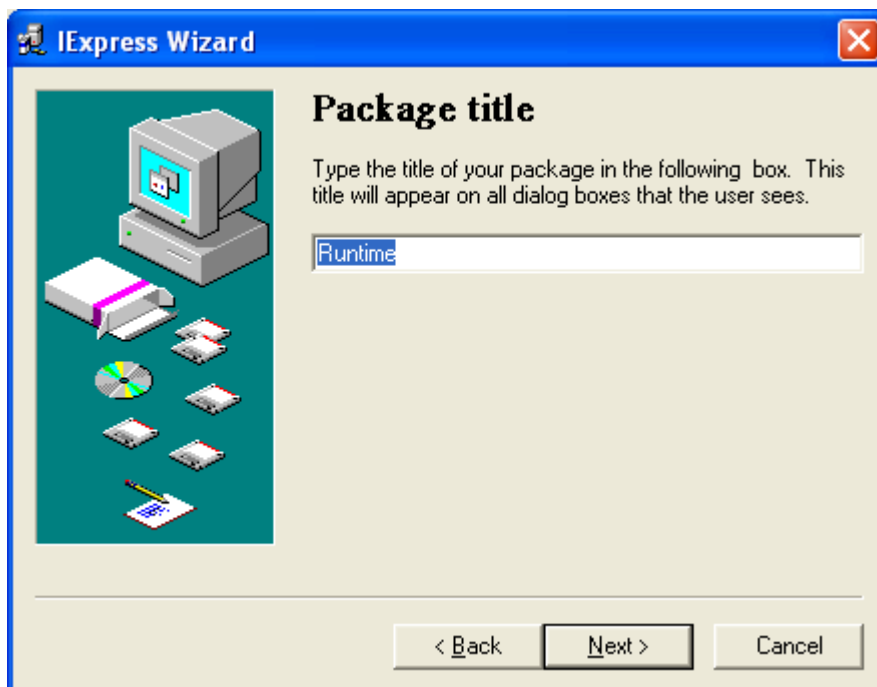 IExpress Wizard
Package title
Type the title of your package in the following  box.  This
title will appear on all dialog boxes that the user sees.
Runtime
< Back
Next >
Cancel